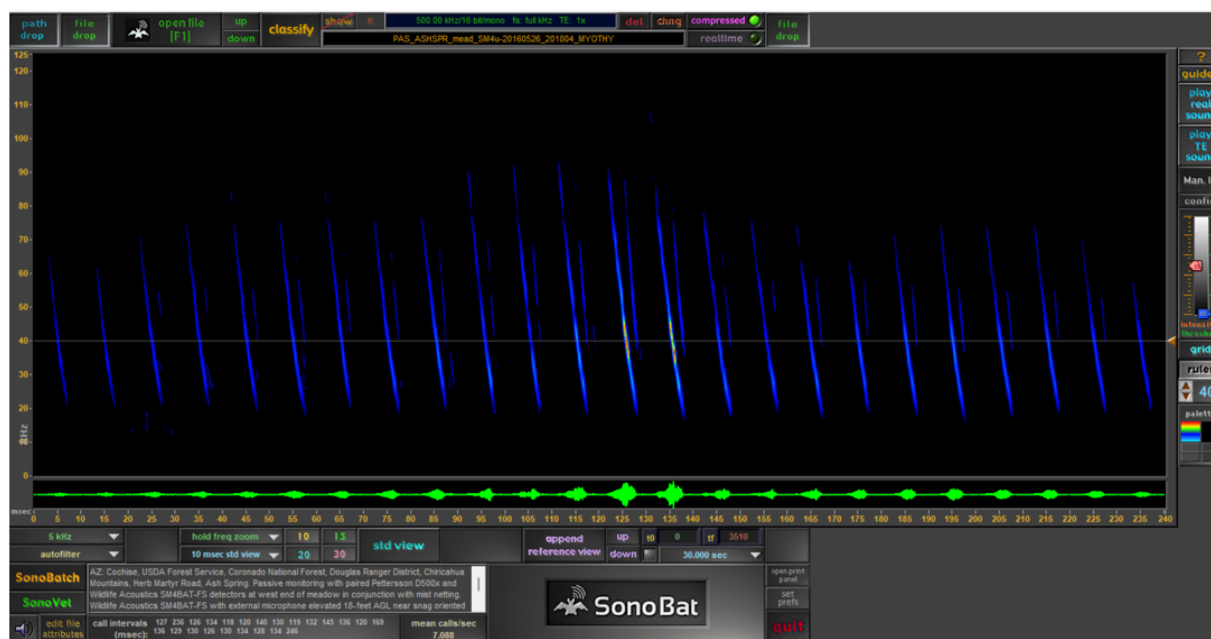 path drop
file drop
open file [F1]
up
down
classify
show
R
500.00 kHz/16 bit/mono fs: full kHz TE: 1x
PAS_ASHSPR_mead_SM4u-20160526_201804_MYOTHY
del
chng
compressed
realtime
file drop
125-
120-
110-
100-
90-
80-
70-
60-
50-
40-
30-
20-
10-
0-
kHz
?
guide
play
real
soun
play
TE
soun
Man. I
confi
intensit
thresho
grid
rules
40
palett
msec
0 5 10 15 20 25 30 35 40 45 50 55 60 65 70 75 80 85 90 95 100 105 110 115 120 125 130 135 140 145 150 155 160 165 170 175 180 185 190 195 200 205 210 215 220 225 230 235 240
5 kHz
autofilter
hold freq zoom
10 msec std view
10 15
20 30
std view
append reference view
up
down
t0 0 tf 3510
30.000 sec
SonoBatch
SonoVet
AZ: Cochise, USDA Forest Service, Coronado National Forest, Douglas Ranger District, Chiricahua
Mountains, Herb Martyr Road, Ash Spring. Passive monitoring with paired Pettersson D500x and
Wildlife Acoustics SM4BAT-FS detectors at west end of meadow in conjunction with mist netting.
Wildlife Acoustics SM4BAT-FS with external microphone elevated 18-feet AGL near snag oriented
SonoBat
open print panel
set prefs
quit
edit file attributes
call intervals (msec):
127 236 126 134 118 120 140 130 119 132 145 136 120 169
136 129 130 126 130 134 128 134 246
mean calls/sec
7.088